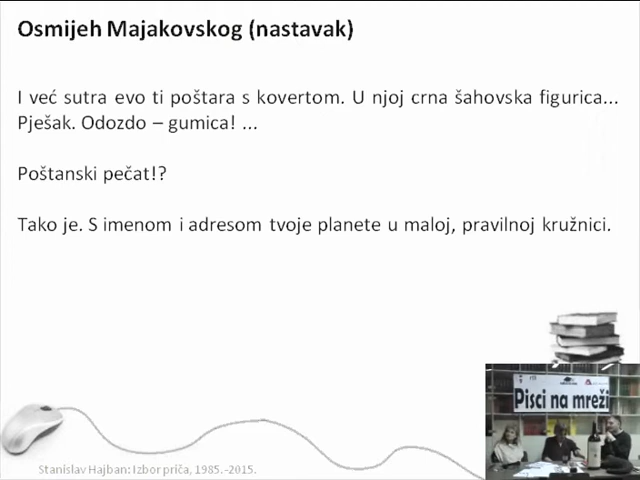 Osmijeh Majakovskog (nastavak)
I već sutra evo ti poštara s kovertom. U njoj crna šahovska figurica...
Pješak. Odozdo – gumica! ...
Poštanski pečat!?
Tako je. S imenom i adresom tvoje planete u maloj, pravilnoj kružnici.
Pisci na mreži
Stanislav Hajban: Izbor priča, 1985.-2015.